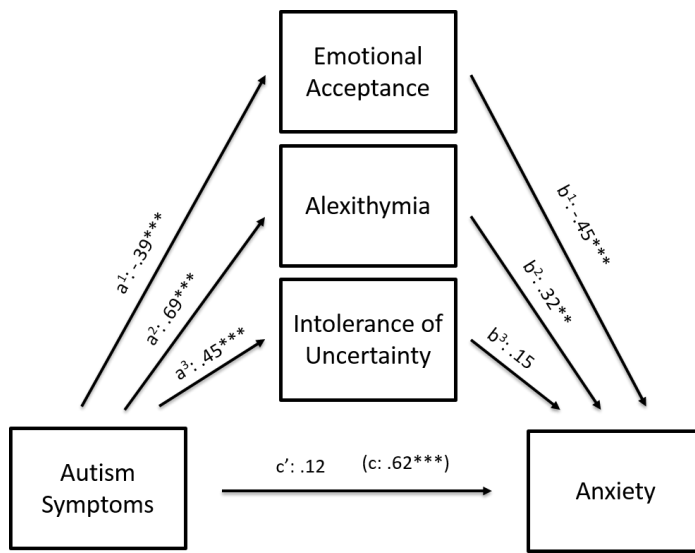 Emotional
Acceptance
Alexithymia
Intolerance of
Uncertainty
a¹: -.39***
a²: .69***
a³: .45***
b¹: -.45***
b²: .32**
b³: .15
Autism
Symptoms
c’: .12 (c: .62***)
Anxiety